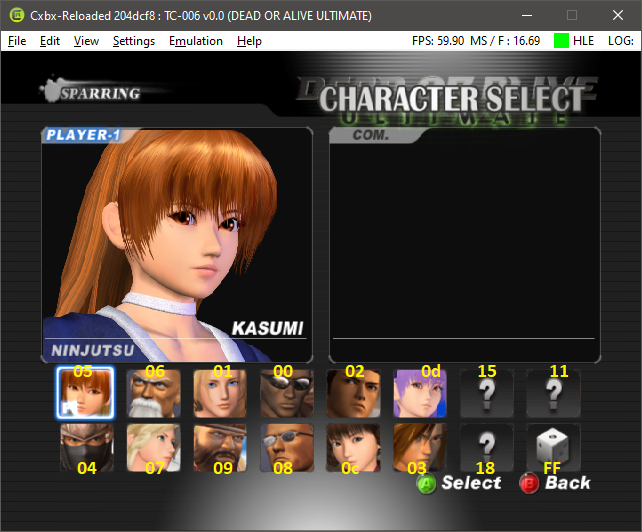 Cxbx-Reloaded 204dcf8 : TC-006 v0.0 (DEAD OR ALIVE ULTIMATE)
File Edit View Settings Emulation Help FPS: 59.90 MS / F : 16.69 HLE LOG:
SPARRING
DEAD OR ALIVE
CHARACTER SELECT
ULTIMATE
PLAYER-1 COM.
KASUMI
NINJUTSU
05 06 01 00 02 0d 15 11
? ?
?
04 07 09 08 0c 03 18 FF
A Select B Back